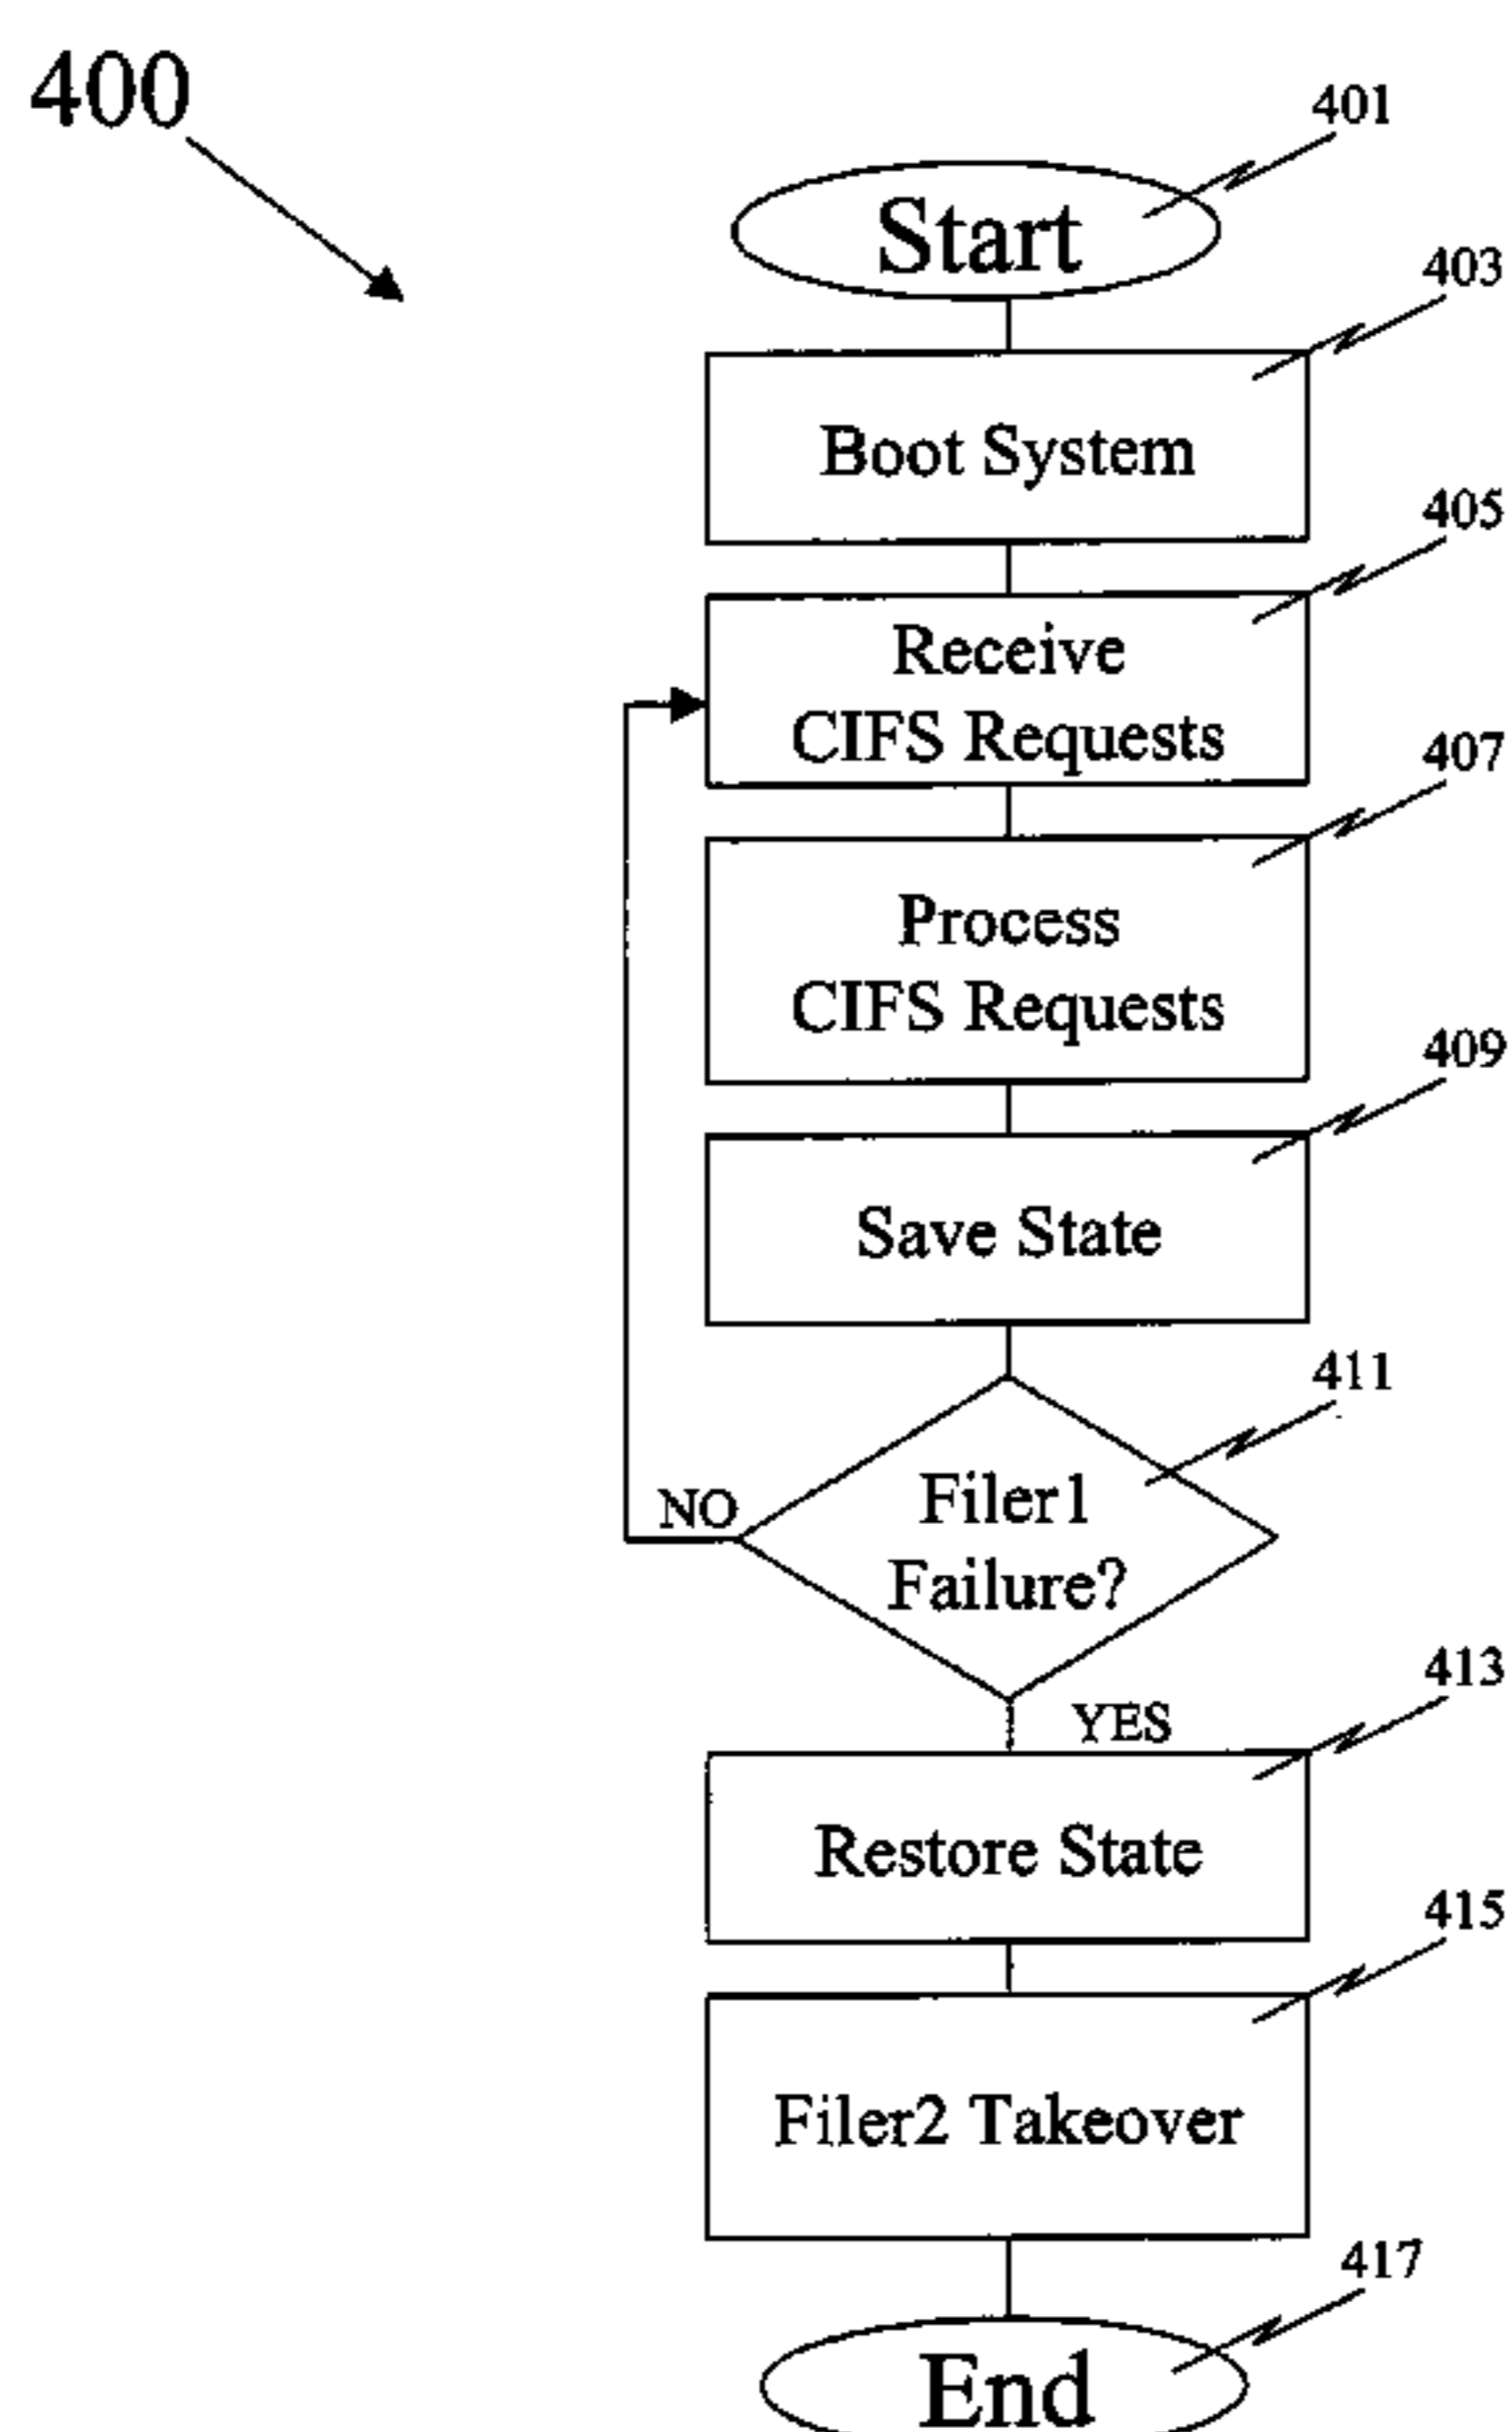 400
401
Start
403
Boot System
405
Receive
CIFS Requests
407
Process
CIFS Requests
409
Save State
411
Filer1
Failure?
NO
YES
413
Restore State
415
Filer2 Takeover
417
End